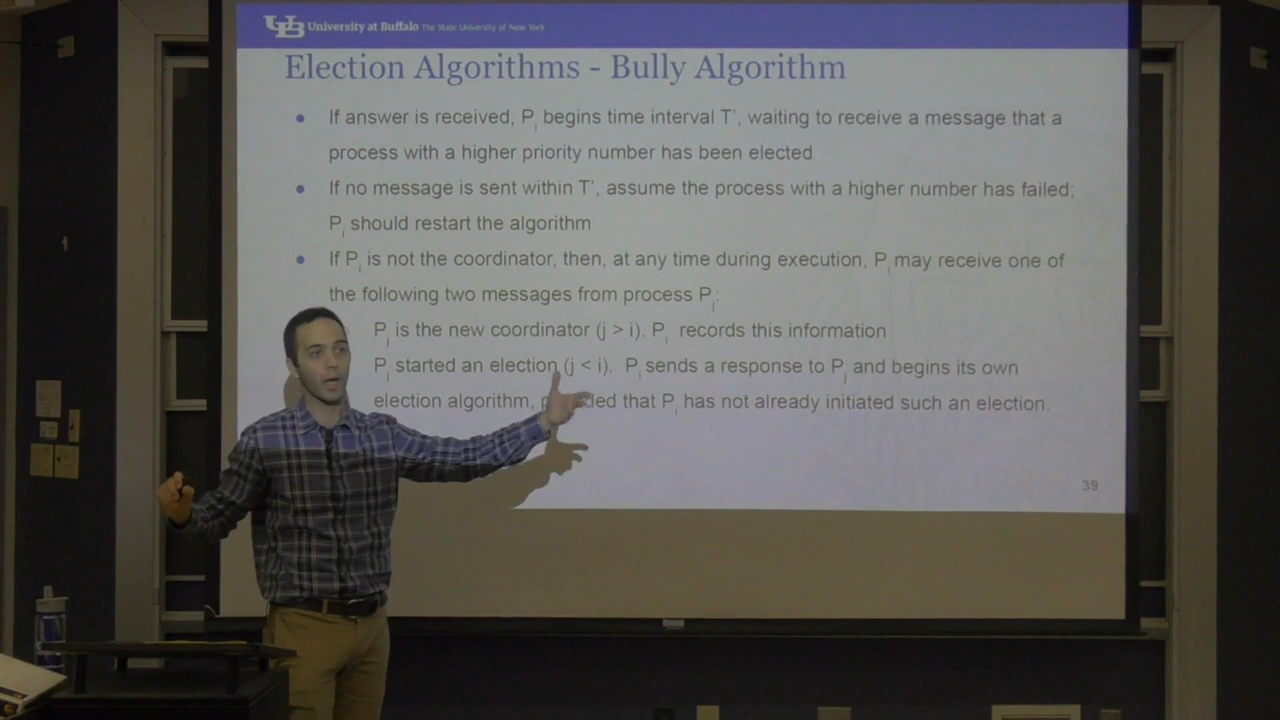 UB University at Buffalo The State University of New York
Election Algorithms - Bully Algorithm
● If answer is received, Pi begins time interval T', waiting to receive a message that a
process with a higher priority number has been elected
● If no message is sent within T', assume the process with a higher number has failed;
Pi should restart the algorithm
● If Pi is not the coordinator, then, at any time during execution, Pi may receive one of
the following two messages from process Pj:
Pj is the new coordinator (j > i). Pi records this information
Pj started an election (j < i). Pi sends a response to Pj and begins its own
election algorithm, ded that Pi has not already initiated such an election.
39